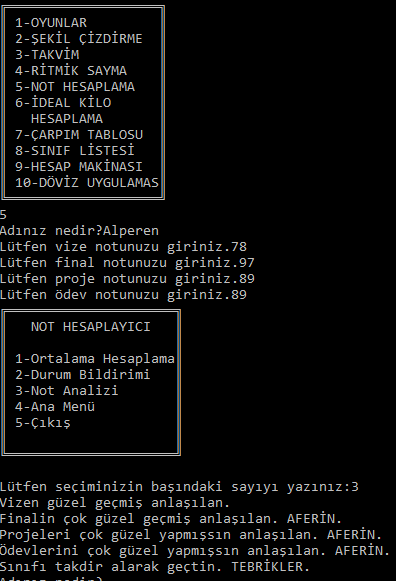 1-OYUNLAR
2-ŞEKİL ÇİZDİRME
3-TAKVİM
4-RİTMİK SAYMA
5-NOT HESAPLAMA
6-İDEAL KİLO
HESAPLAMA
7-ÇARPIM TABLOSU
8-SINIF LİSTESİ
9-HESAP MAKİNASI
10-DÖVİZ UYGULAMAS
5
Adınız nedir?Alperen
Lütfen vize notunuzu giriniz.78
Lütfen final notunuzu giriniz.97
Lütfen proje notunuzu giriniz.89
Lütfen ödev notunuzu giriniz.89
NOT HESAPLAYICI
1-Ortalama Hesaplama
2-Durum Bildirimi
3-Not Analizi
4-Ana Menü
5-Çıkış
Lütfen seçiminizin başındaki sayıyı yazınız:3
Vizen güzel geçmiş anlaşılan.
Finalin çok güzel geçmiş anlaşılan. AFERİN.
Projeleri çok güzel yapmışsın anlaşılan. AFERİN.
Ödevlerini çok güzel yapmışsın anlaşılan. AFERİN.
Sınıfı takdir alarak geçtin. TEBRİKLER.